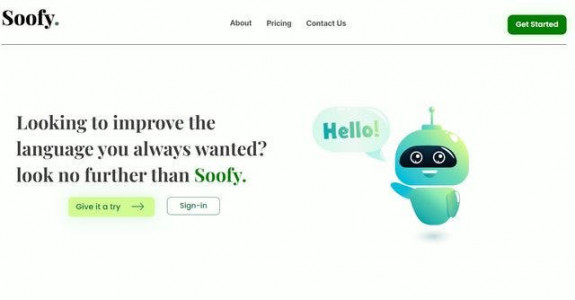 Soofy.
About Pricing Contact Us
Get Started
Looking to improve the
language you always wanted?
look no further than Soofy.
Give it a try
Sign-in
Hello!